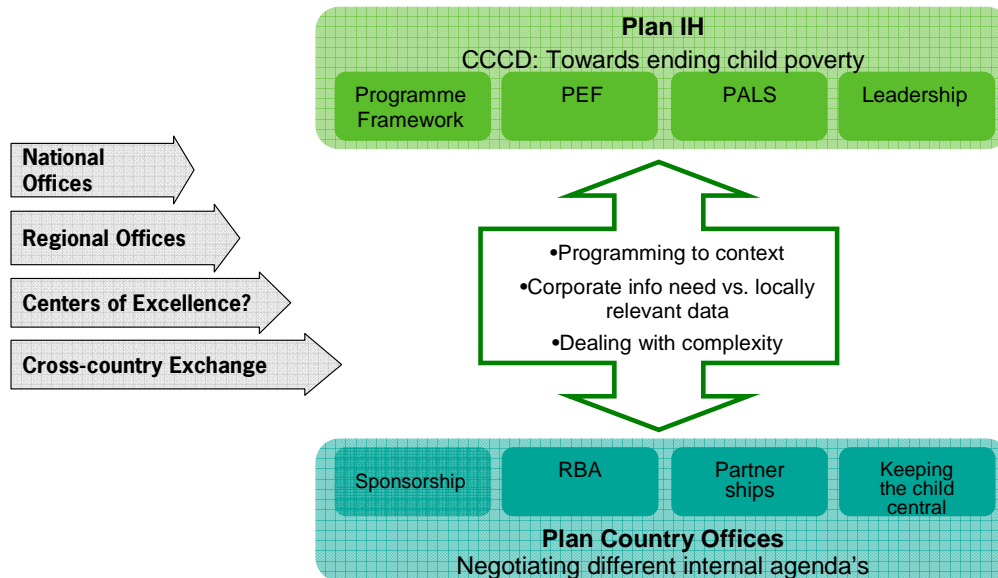 Plan IH
CCCD: Towards ending child poverty
Programme
Framework
PEF
PALS
Leadership
National
Offices
Regional Offices
Centers of Excellence?
Cross-country Exchange
•Programming to context
•Corporate info need vs. locally
relevant data
•Dealing with complexity
Sponsorship
RBA
Partner
ships
Keeping
the child
central
Plan Country Offices
Negotiating different internal agenda's